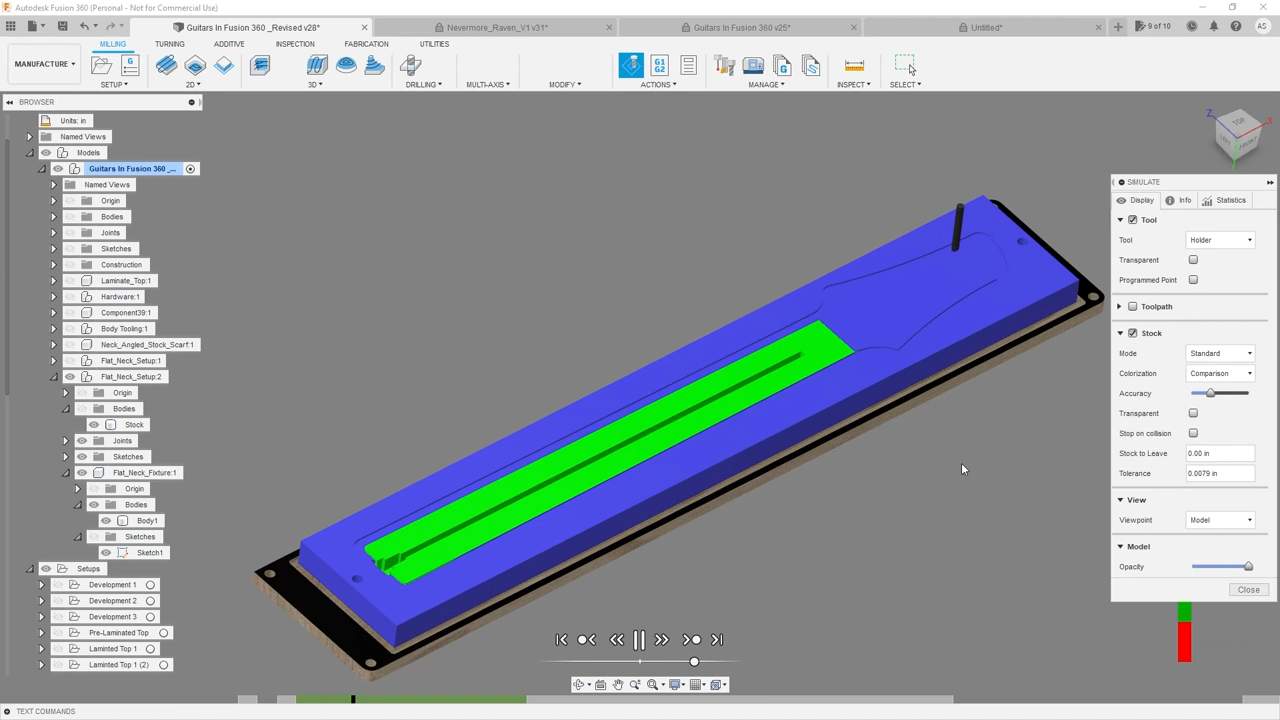 Autodesk Fusion 360 (Personal - Not for Commercial Use)
Guitars In Fusion 360 _Revised v28*
Nevermore_Raven_V1 v31*
Guitars In Fusion 360 v25*
Untitled*
9 of 10
AS
MANUFACTURE
MILLING
TURNING
ADDITIVE
INSPECTION
FABRICATION
UTILITIES
G1
G2
SETUP
2D
3D
DRILLING
MULTI-AXIS
MODIFY
ACTIONS
MANAGE
INSPECT
SELECT
BROWSER
Units: in
Named Views
Models
Guitars In Fusion 360 _...
Named Views
Origin
Bodies
Joints
Sketches
Construction
Laminate_Top:1
Hardware:1
Component39:1
Body Tooling:1
Neck_Angled_Stock_Scarf:1
Flat_Neck_Setup:1
Flat_Neck_Setup:2
Origin
Bodies
Stock
Joints
Sketches
Flat_Neck_Fixture:1
Origin
Bodies
Body1
Sketches
Sketch1
Setups
Development 1
Development 2
Development 3
Pre-Laminated Top
Laminted Top 1
Laminted Top 1 (2)
TEXT COMMANDS
Z
X
TOP
LEFT
FRONT
SIMULATE
Display
Info
Statistics
Tool
Tool
Holder
Transparent
Programmed Point
Toolpath
Stock
Mode
Standard
Colorization
Comparison
Accuracy
Transparent
Stop on collision
Stock to Leave
0.00 in
Tolerance
0.0079 in
View
Viewpoint
Model
Model
Opacity
Close